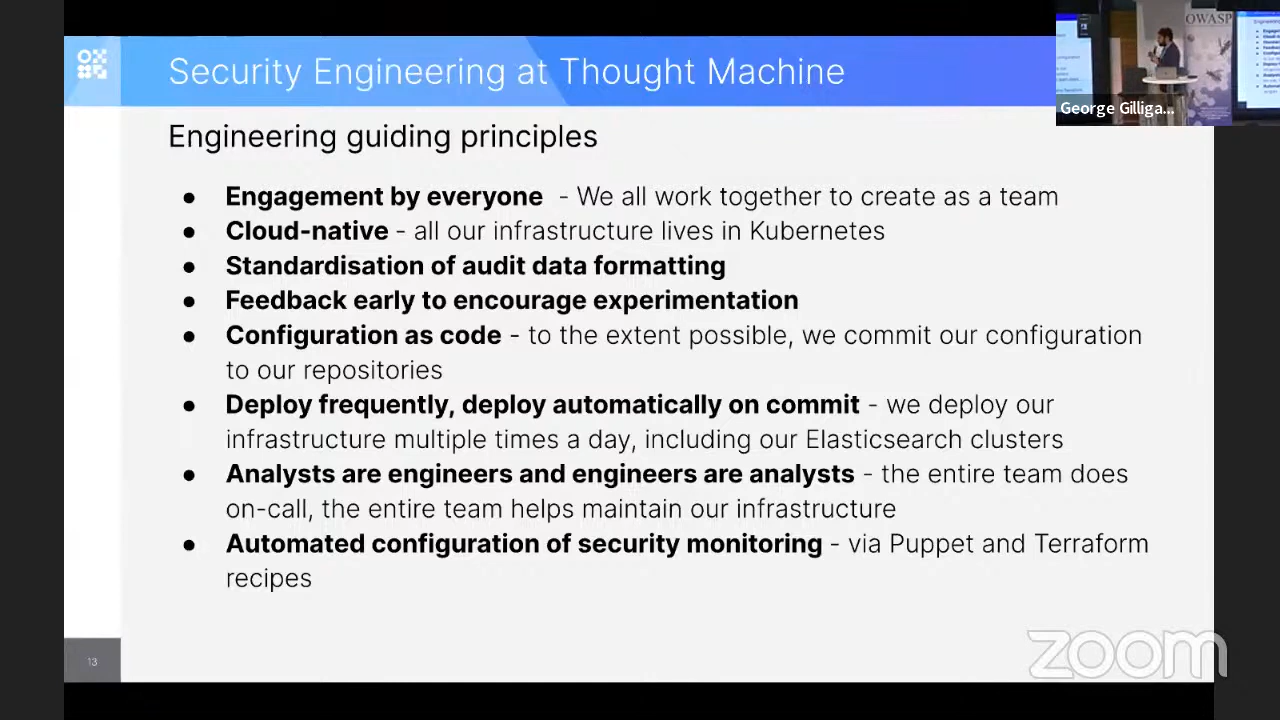 Security Engineering at Thought Machine
OWASP
George Gilliga...
Engineering guiding principles
● Engagement by everyone - We all work together to create as a team
● Cloud-native - all our infrastructure lives in Kubernetes
● Standardisation of audit data formatting
● Feedback early to encourage experimentation
● Configuration as code - to the extent possible, we commit our configuration
to our repositories
● Deploy frequently, deploy automatically on commit - we deploy our
infrastructure multiple times a day, including our Elasticsearch clusters
● Analysts are engineers and engineers are analysts - the entire team does
on-call, the entire team helps maintain our infrastructure
● Automated configuration of security monitoring - via Puppet and Terraform
recipes
13
zoom